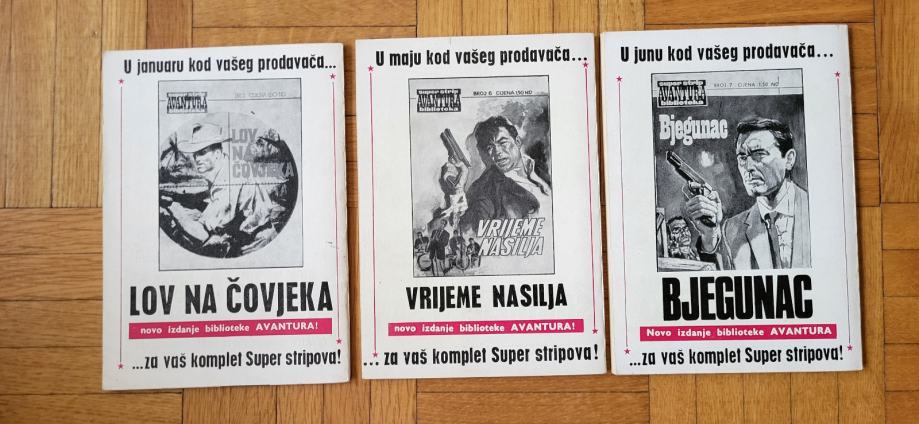 U januaru kod vašeg prodavača...
super strip
AVANTURA
biblioteka
LOV
NA
ČOVJEKA
LOV NA ČOVJEKA
novo izdanje biblioteke AVANTURA!
...za vaš komplet Super stripova!
U maju kod vašeg prodavača...
super strip
AVANTURA
biblioteka
BROJ 6 CIJENA 1,50 ND
VRIJEME
NASILJA
VRIJEME NASILJA
novo izdanje biblioteke AVANTURA!
... za vaš komplet Super stripova!
U junu kod vašeg prodavača...
super strip
AVANTURA
biblioteka
BROJ 7 CIJENA 1,50 ND
Bjegunac
BJEGUNAC
Novo izdanje biblioteke AVANTURA
...za vaš komplet Super stripova!